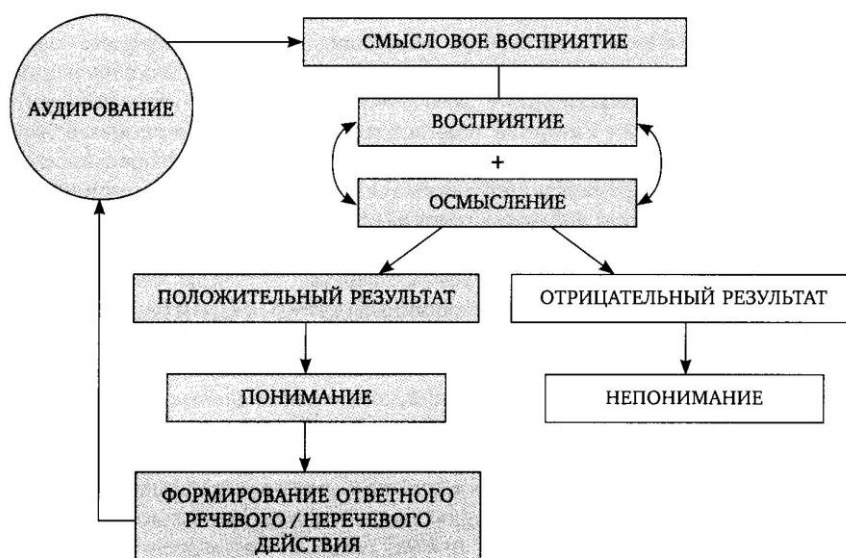 СМЫСЛОВОЕ ВОСПРИЯТИЕ
АУДИРОВАНИЕ
ВОСПРИЯТИЕ
+
ОСМЫСЛЕНИЕ
ПОЛОЖИТЕЛЬНЫЙ РЕЗУЛЬТАТ
ОТРИЦАТЕЛЬНЫЙ РЕЗУЛЬТАТ
ПОНИМАНИЕ
НЕПОНИМАНИЕ
ФОРМИРОВАНИЕ ОТВЕТНОГО
РЕЧЕВОГО / НЕРЕЧЕВОГО
ДЕЙСТВИЯ